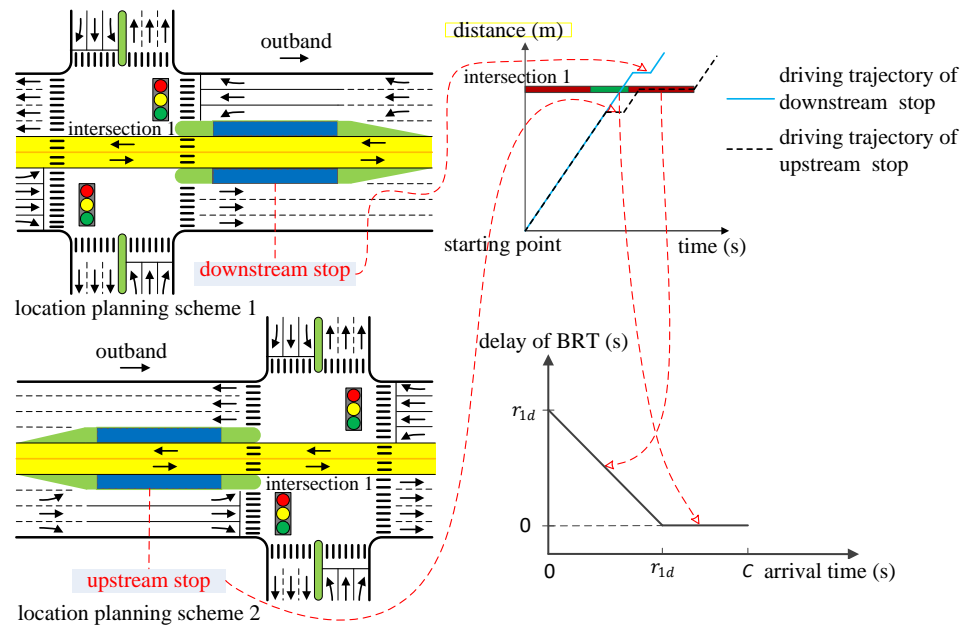 outband
intersection 1
downstream stop
location planning scheme 1
distance (m)
intersection 1
starting point
time (s)
driving trajectory of
downstream stop
driving trajectory of
upstream stop
outband
intersection 1
upstream stop
location planning scheme 2
delay of BRT (s)
r1d
0
0
r1d
C
arrival time (s)